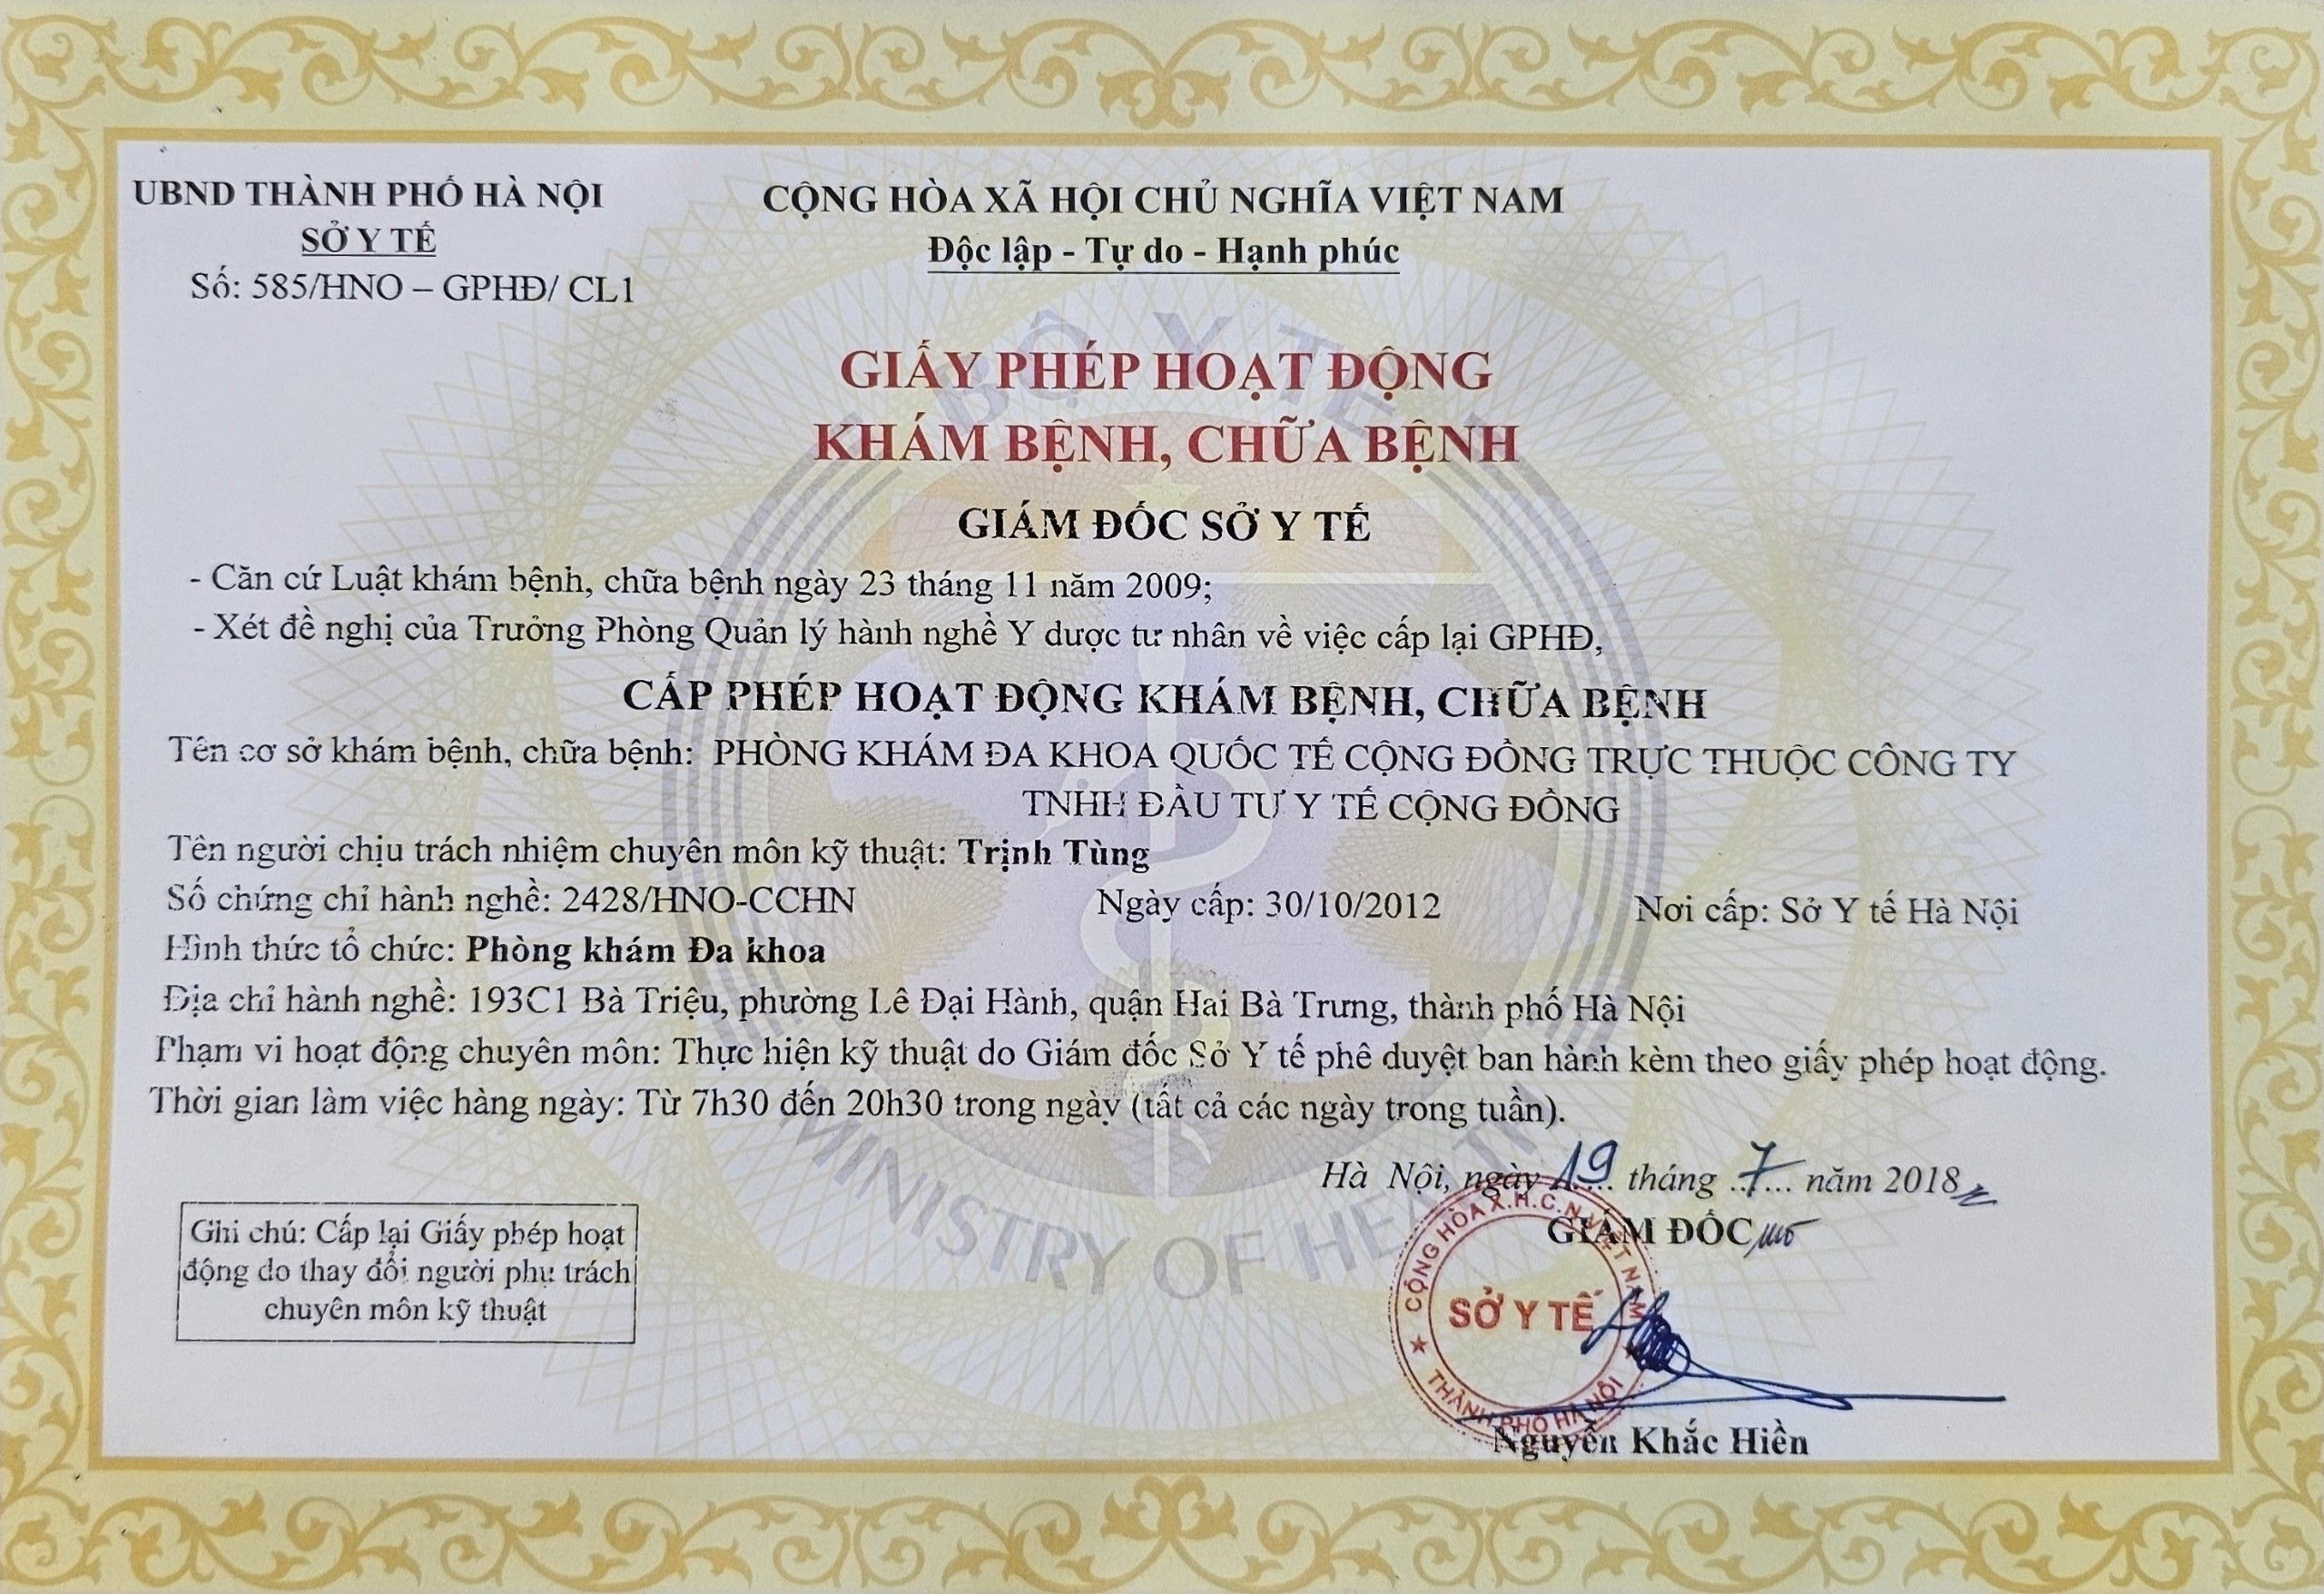 UBND THÀNH PHỐ HÀ NỘI
SỞ Y TẾ
Số: 585/HNO – GPHĐ/ CL1
CỘNG HÒA XÃ HỘI CHỦ NGHĨA VIỆT NAM
Độc lập - Tự do - Hạnh phúc
BỘ Y TẾ
GIẤY PHÉP HOẠT ĐỘNG
KHÁM BỆNH, CHỮA BỆNH
GIÁM ĐỐC SỞ Y TẾ
- Căn cứ Luật khám bệnh, chữa bệnh ngày 23 tháng 11 năm 2009;
- Xét đề nghị của Trưởng Phòng Quản lý hành nghề Y dược tư nhân về việc cấp lại GPHĐ,
CẤP PHÉP HOẠT ĐỘNG KHÁM BỆNH, CHỮA BỆNH
Tên cơ sở khám bệnh, chữa bệnh: PHÒNG KHÁM ĐA KHOA QUỐC TẾ CỘNG ĐỒNG TRỰC THUỘC CÔNG TY
TNHH ĐẦU TƯ Y TẾ CỘNG ĐỒNG
Tên người chịu trách nhiệm chuyên môn kỹ thuật: Trịnh Tùng
Số chứng chỉ hành nghề: 2428/HNO-CCHN Ngày cấp: 30/10/2012 Nơi cấp: Sở Y tế Hà Nội
Hình thức tổ chức: Phòng khám Đa khoa
Địa chỉ hành nghề: 193C1 Bà Triệu, phường Lê Đại Hành, quận Hai Bà Trưng, thành phố Hà Nội
Phạm vi hoạt động chuyên môn: Thực hiện kỹ thuật do Giám đốc Sở Y tế phê duyệt ban hành kèm theo giấy phép hoạt động.
Thời gian làm việc hàng ngày: Từ 7h30 đến 20h30 trong ngày (tất cả các ngày trong tuần).
MINISTRY OF HEALTH
Hà Nội, ngày 19 tháng 7 năm 2018
GIÁM ĐỐC
Ghi chú: Cấp lại Giấy phép hoạt
động do thay đổi người phụ trách
chuyên môn kỹ thuật
CỘNG HÒA X.H.C.N VIỆT NAM
SỞ Y TẾ
THÀNH PHỐ HÀ NỘI
Nguyễn Khắc Hiền